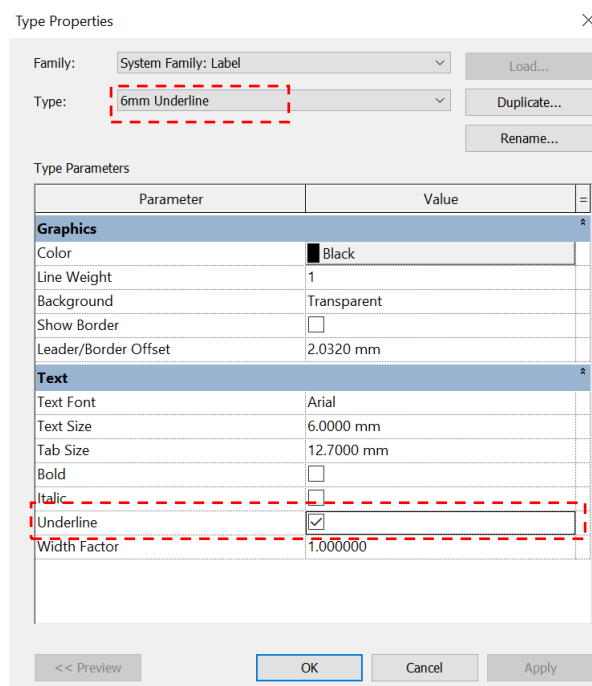 Type Properties
Family: System Family: Label Load...
Type: 6mm Underline Duplicate...
Rename...
Type Parameters
Parameter Value =
Graphics
Color Black
Line Weight 1
Background Transparent
Show Border
Leader/Border Offset 2.0320 mm
Text
Text Font Arial
Text Size 6.0000 mm
Tab Size 12.7000 mm
Bold
Italic
Underline
Width Factor 1.000000
<< Preview OK Cancel Apply